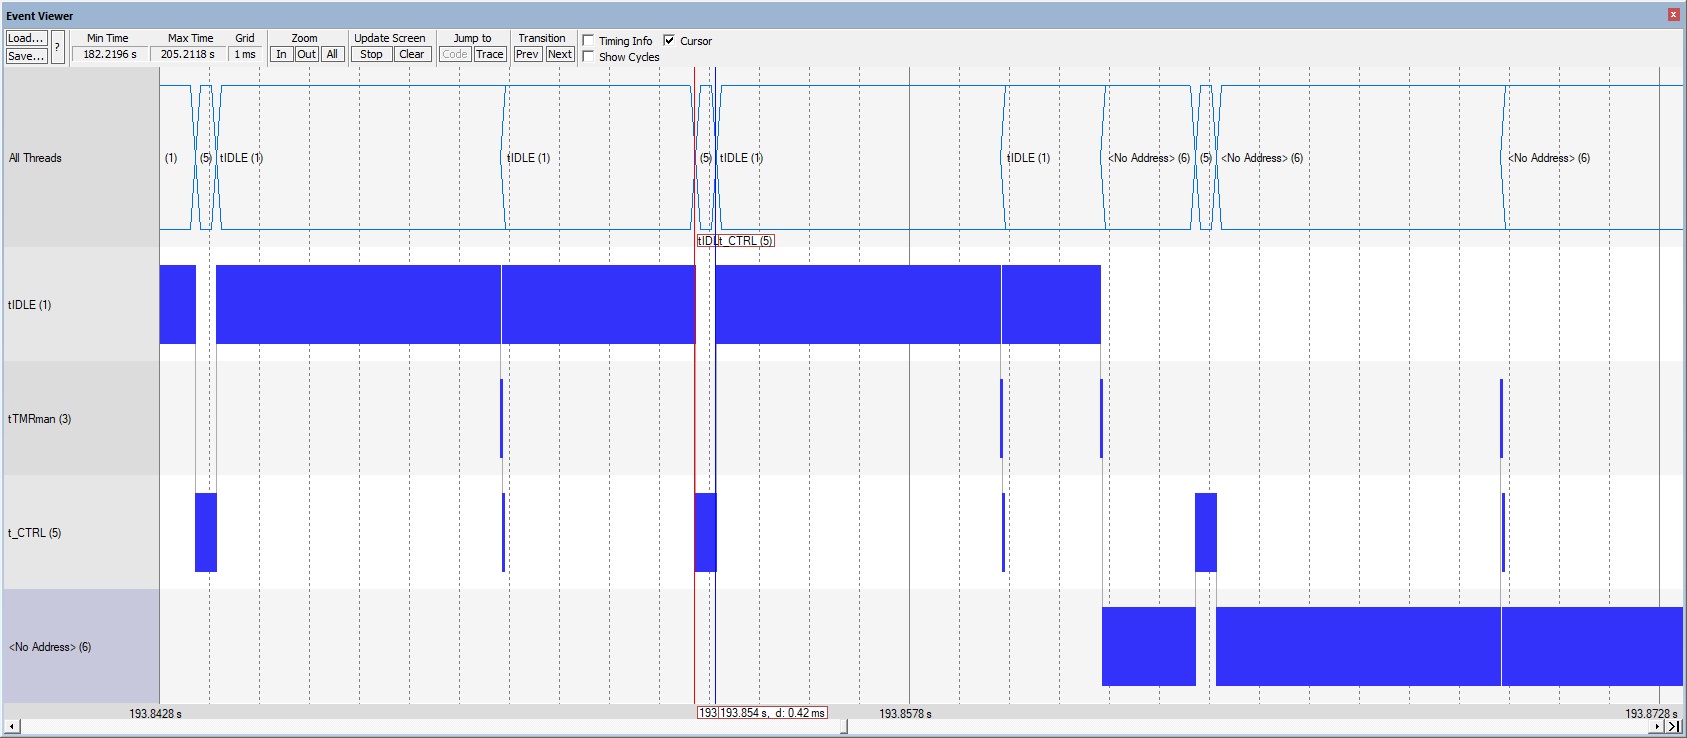 Event Viewer
Load... Min Time Max Time Grid Zoom Update Screen Jump to Transition Timing Info Cursor
Save... ? 182.2196 s 205.2118 s 1 ms In Out All Stop Clear Code Trace Prev Next Show Cycles
All Threads (1) (5) tIDLE (1) tIDLE (1) (5) tIDLE (1) tIDLE (1) <No Address> (6) (5) <No Address> (6) <No Address> (6)
tIDL t_CTRL (5)
tIDLE (1)
tTMRman (3)
t_CTRL (5)
<No Address> (6)
193.8428 s 193 193.854 s, d: 0.42 ms 193.8578 s 193.8728 s